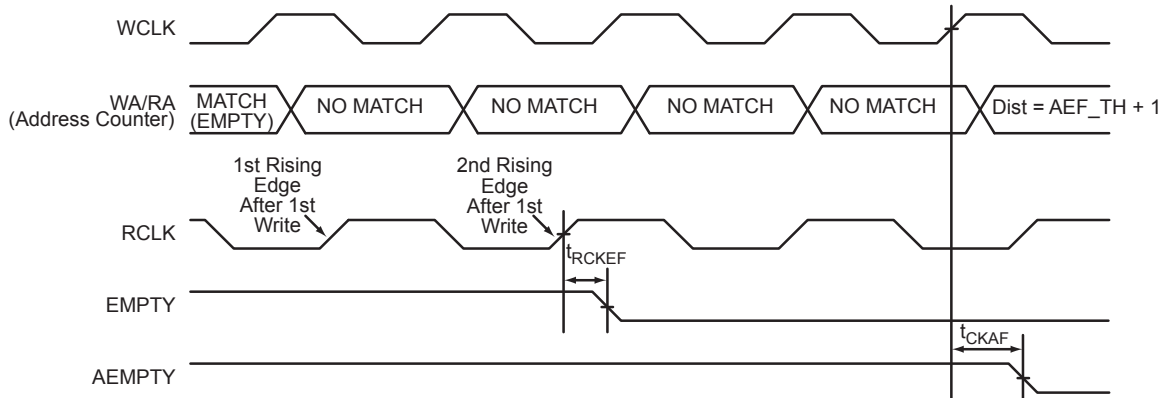 WCLK
WA/RA
(Address Counter)
MATCH
(EMPTY)
NO MATCH
NO MATCH
NO MATCH
NO MATCH
Dist = AEF_TH + 1
1st Rising
Edge
After 1st
Write
2nd Rising
Edge
After 1st
Write
RCLK
tRCKEF
EMPTY
tCKAF
AEMPTY